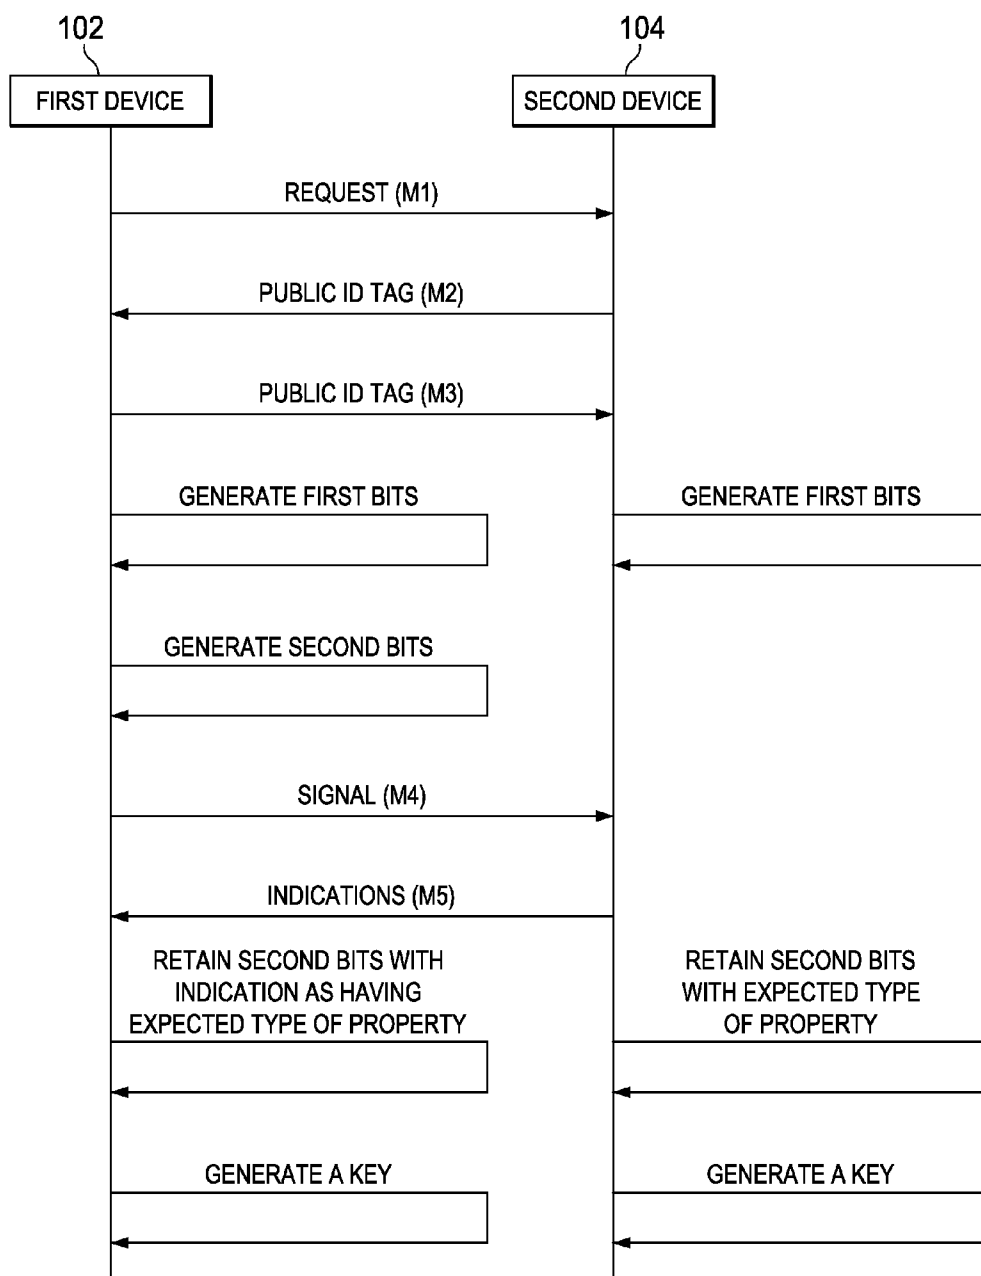 102
104
FIRST DEVICE
SECOND DEVICE
REQUEST (M1)
PUBLIC ID TAG (M2)
PUBLIC ID TAG (M3)
GENERATE FIRST BITS
GENERATE FIRST BITS
GENERATE SECOND BITS
SIGNAL (M4)
INDICATIONS (M5)
RETAIN SECOND BITS WITH
INDICATION AS HAVING
EXPECTED TYPE OF PROPERTY
RETAIN SECOND BITS
WITH EXPECTED TYPE
OF PROPERTY
GENERATE A KEY
GENERATE A KEY